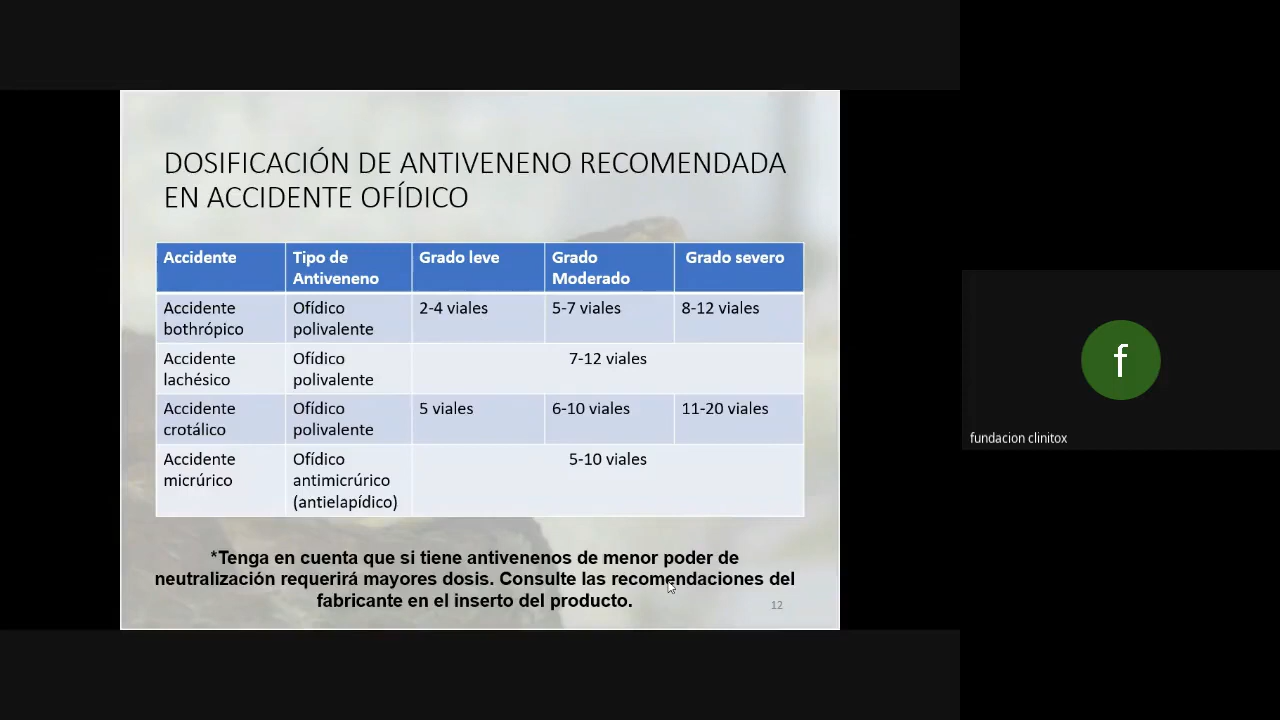 DOSIFICACIÓN DE ANTIVENENO RECOMENDADA
EN ACCIDENTE OFÍDICO
Accidente
Tipo de
Antiveneno
Grado leve
Grado
Moderado
Grado severo
Accidente
bothrópico
Ofídico
polivalente
2-4 viales
5-7 viales
8-12 viales
Accidente
lachésico
Ofídico
polivalente
7-12 viales
Accidente
crotálico
Ofídico
polivalente
5 viales
6-10 viales
11-20 viales
Accidente
micrúrico
Ofídico
antimicrúrico
(antielapídico)
5-10 viales
*Tenga en cuenta que si tiene antivenenos de menor poder de
neutralización requerirá mayores dosis. Consulte las recomendaciones del
fabricante en el inserto del producto.
12
f
fundacion clinitox